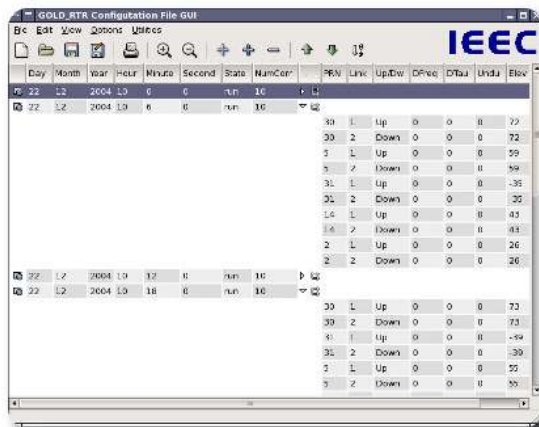 GOLD_RTR Configutation File GUI
File Edit View Options Utilities
IEEC
Day Month Year Hour Minute Second State NumCorr PRN Link Up/Dw DFreq DTau Undu Elev
22 12 2004 10 0 0 run 10
22 12 2004 10 6 0 run 10
30 1 Up 0 0 0 72
30 2 Down 0 0 0 72
5 1 Up 0 0 0 59
5 2 Down 0 0 0 59
31 1 Up 0 0 0 -35
31 2 Down 0 0 0 35
14 1 Up 0 0 0 43
14 2 Down 0 0 0 43
2 1 Up 0 0 0 26
2 2 Down 0 0 0 26
22 12 2004 10 12 0 run 10
22 12 2004 10 18 0 run 10
30 1 Up 0 0 0 73
30 2 Down 0 0 0 73
31 1 Up 0 0 0 -39
31 2 Down 0 0 0 -39
5 1 Up 0 0 0 55
5 2 Down 0 0 0 55